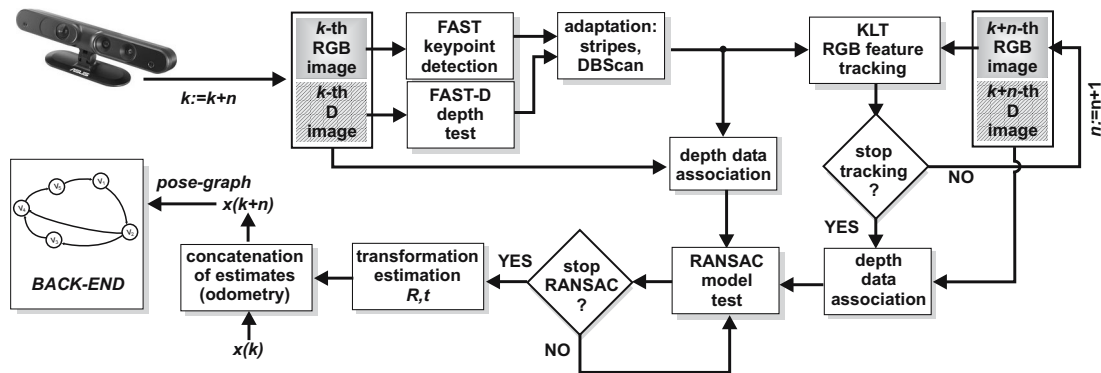 ASUS
k:=k+n
k-th
RGB
image
k-th
D
image
FAST
keypoint
detection
FAST-D
depth
test
adaptation:
stripes,
DBScan
KLT
RGB feature
tracking
k+n-th
RGB
image
k+n-th
D
image
n:=n+1
stop
tracking
?
NO
YES
depth data
association
depth
data
association
RANSAC
model
test
stop
RANSAC
?
YES
NO
transformation
estimation
R,t
concatenation
of estimates
(odometry)
x(k)
x(k+n)
pose-graph
BACK-END